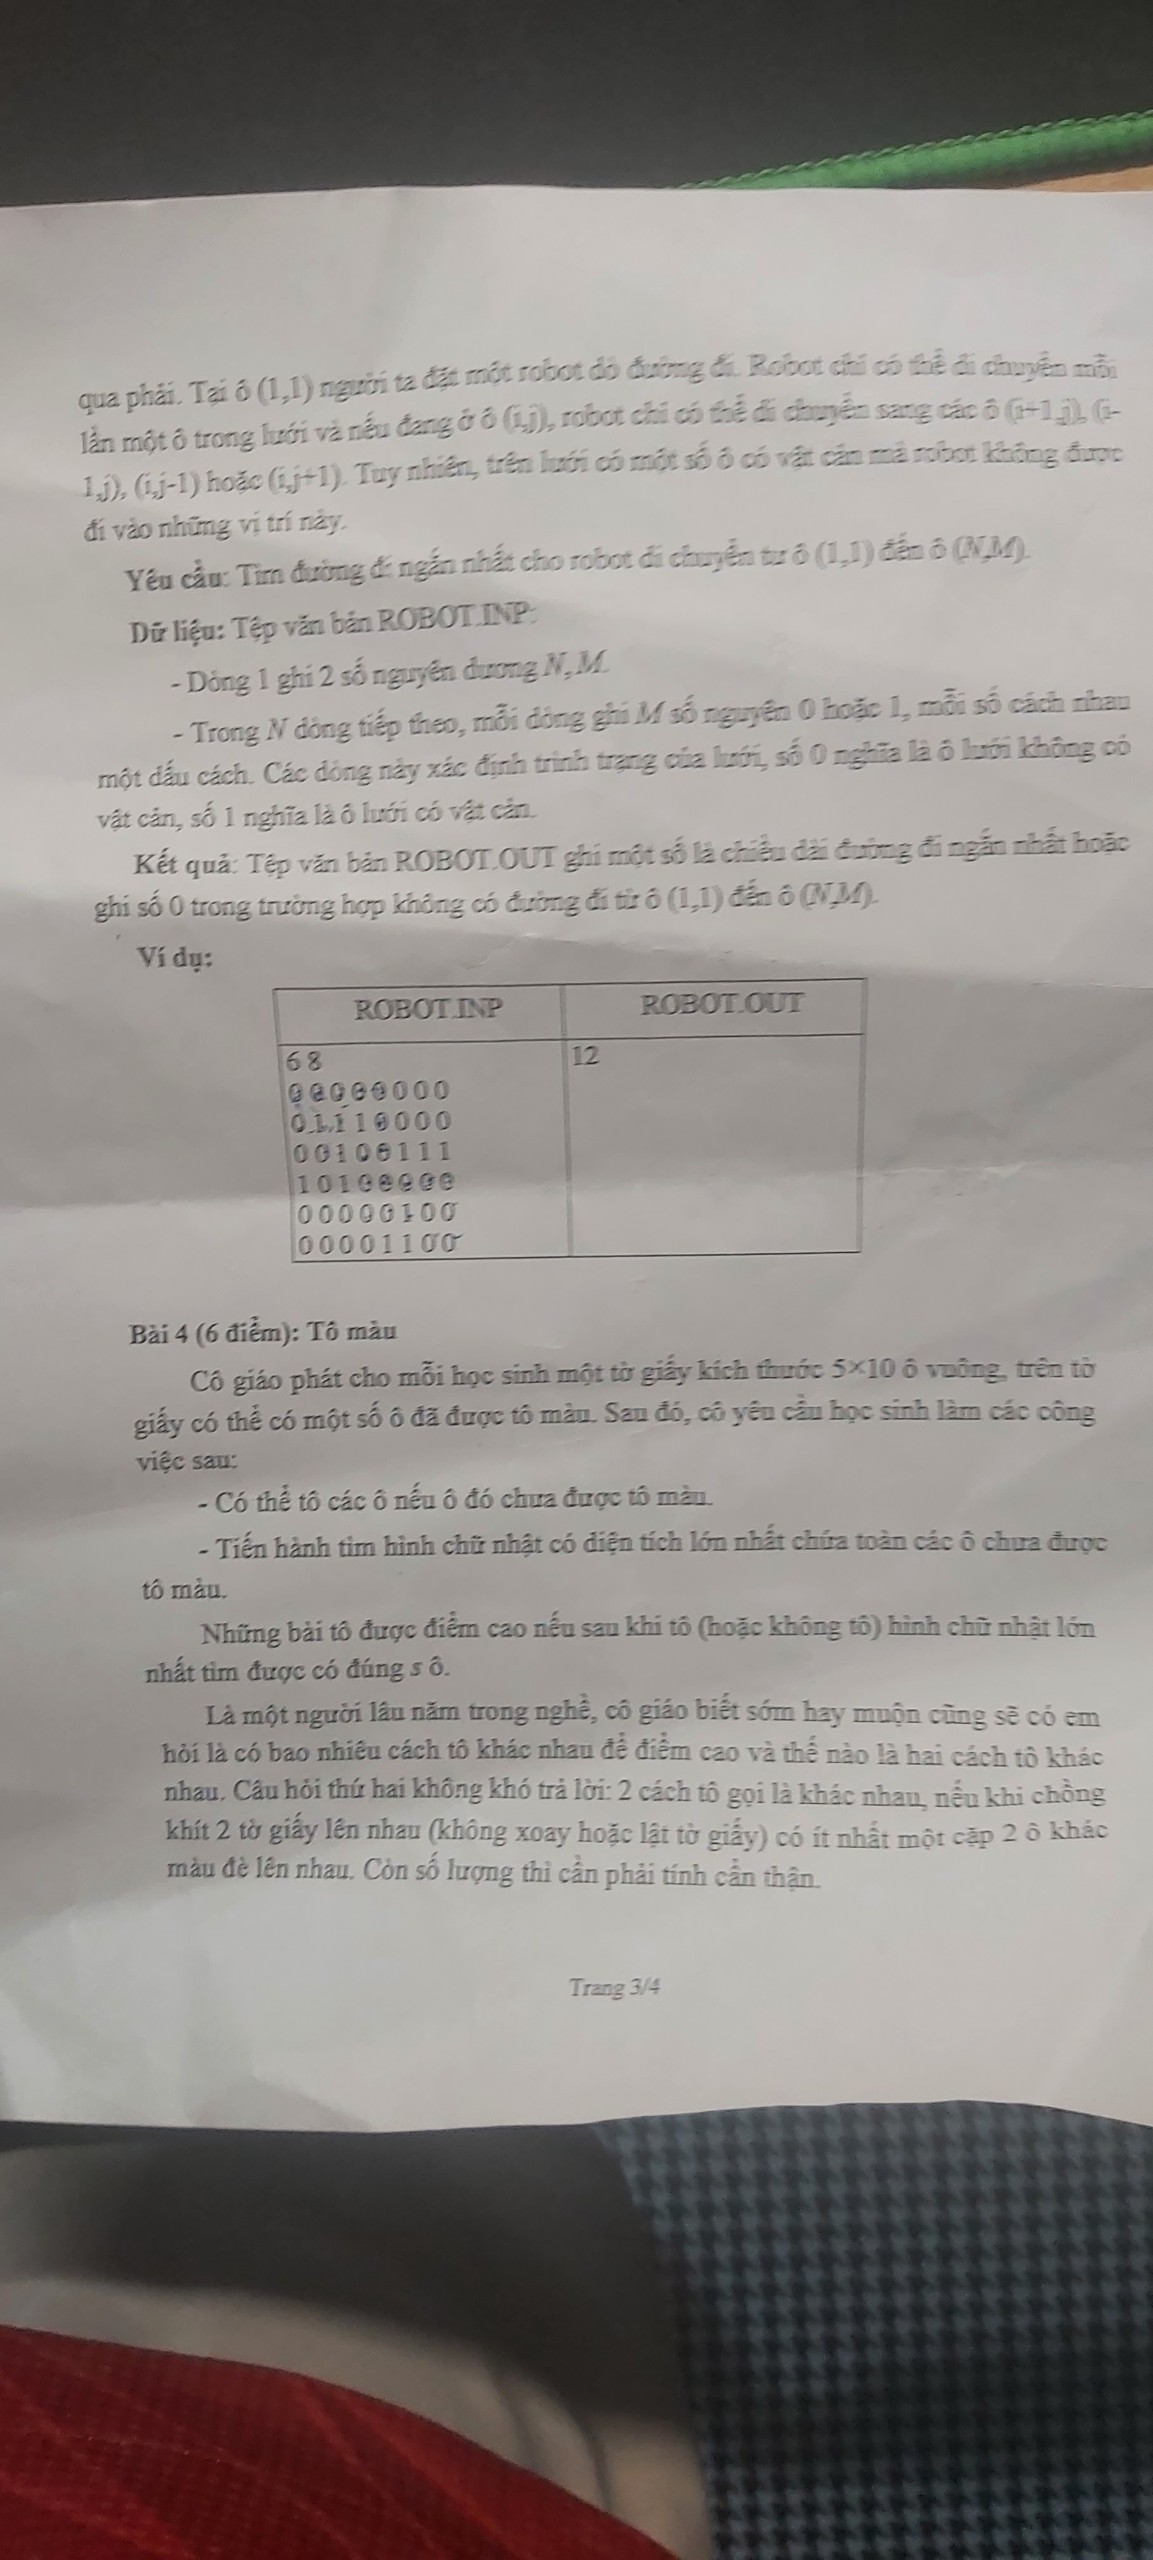 qua phải. Tại ô (1,1) người ta đặt một robot dò đường đi. Robot chỉ có thể di chuyển mỗi
lần một ô trong lưới và nếu đang ở ô (i,j), robot chỉ có thể di chuyển sang các ô (i+1,j), (i-
1,j), (i,j-1) hoặc (i,j+1). Tuy nhiên, trên lưới có một số ô có vật cản mà robot không được
đi vào những vị trí này.
Yêu cầu: Tìm đường đi ngắn nhất cho robot di chuyển từ ô (1,1) đến ô (N,M).
Dữ liệu: Tệp văn bản ROBOT.INP:
- Dòng 1 ghi 2 số nguyên dương N, M.
- Trong N dòng tiếp theo, mỗi dòng ghi M số nguyên 0 hoặc 1, mỗi số cách nhau
một dấu cách. Các dòng này xác định trình trạng của lưới, số 0 nghĩa là ô lưới không có
vật cản, số 1 nghĩa là ô lưới có vật cản.
Kết quả: Tệp văn bản ROBOT.OUT ghi một số là chiều dài đường đi ngắn nhất hoặc
ghi số 0 trong trường hợp không có đường đi từ ô (1,1) đến ô (N,M).
Ví dụ:
ROBOT.INP ROBOT.OUT
6 8 12
0 0 0 0 0 0 0 0
0 1 1 1 0 0 0 0
0 0 1 0 0 1 1 1
1 0 1 0 0 0 0 0
0 0 0 0 0 1 0 0
0 0 0 0 1 1 0 0
Bài 4 (6 điểm): Tô màu
Cô giáo phát cho mỗi học sinh một tờ giấy kích thước 5×10 ô vuông, trên tờ
giấy có thể có một số ô đã được tô màu. Sau đó, cô yêu cầu học sinh làm các công
việc sau:
- Có thể tô các ô nếu ô đó chưa được tô màu.
- Tiến hành tìm hình chữ nhật có diện tích lớn nhất chứa toàn các ô chưa được
tô màu.
Những bài tô được điểm cao nếu sau khi tô (hoặc không tô) hình chữ nhật lớn
nhất tìm được có đúng s ô.
Là một người lâu năm trong nghề, cô giáo biết sớm hay muộn cũng sẽ có em
hỏi là có bao nhiêu cách tô khác nhau để điểm cao và thế nào là hai cách tô khác
nhau. Câu hỏi thứ hai không khó trả lời: 2 cách tô gọi là khác nhau, nếu khi chồng
khít 2 tờ giấy lên nhau (không xoay hoặc lật tờ giấy) có ít nhất một cặp 2 ô khác
màu đè lên nhau. Còn số lượng thì cần phải tính cẩn thận.
Trang 3/4